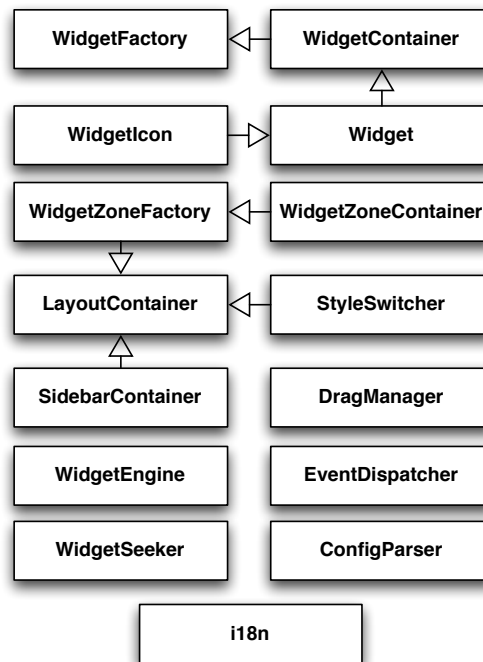 WidgetFactory
WidgetContainer
WidgetIcon
Widget
WidgetZoneFactory
WidgetZoneContainer
LayoutContainer
StyleSwitcher
SidebarContainer
DragManager
WidgetEngine
EventDispatcher
WidgetSeeker
ConfigParser
i18n